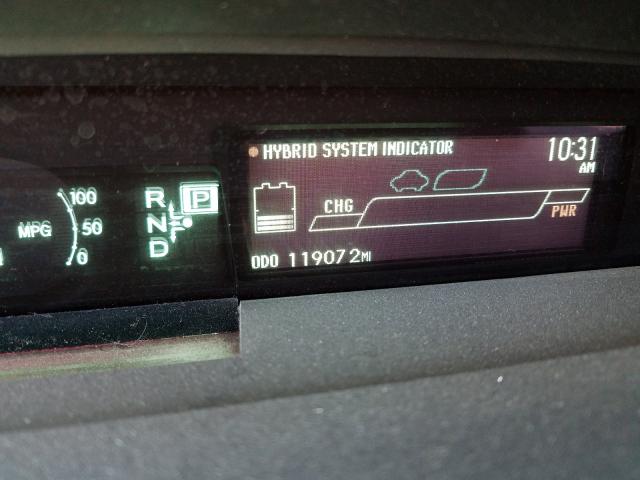 HYBRID SYSTEM INDICATOR 10:31 AM
100
MPG 50
0
R P
N
D
CHG
PWR
ODO 119072MI